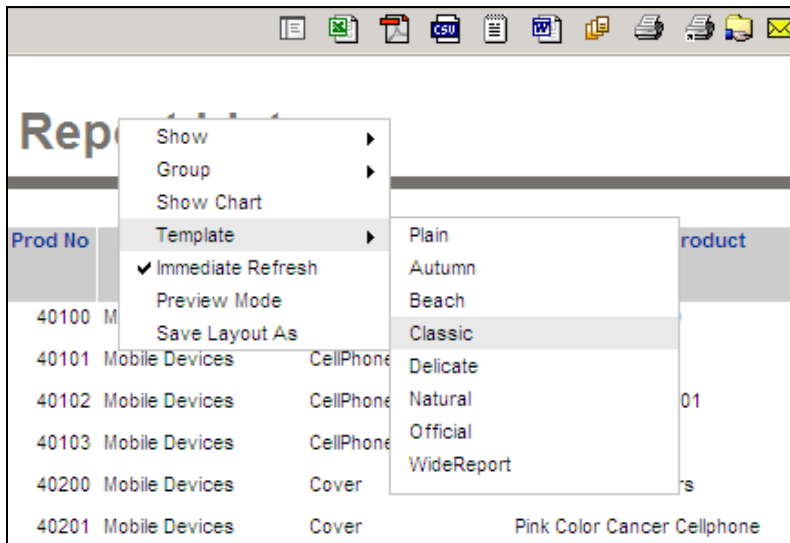 CSV
W
Rep
Show
Group
Show Chart
Template
Immediate Refresh
Preview Mode
Save Layout As
Plain
Autumn
Beach
Classic
Delicate
Natural
Official
WideReport
Prod No roduct
40100 M
40101 Mobile Devices CellPhone
40102 Mobile Devices CellPhone 01
40103 Mobile Devices CellPhone
40200 Mobile Devices Cover rs
40201 Mobile Devices Cover Pink Color Cancer Cellphone